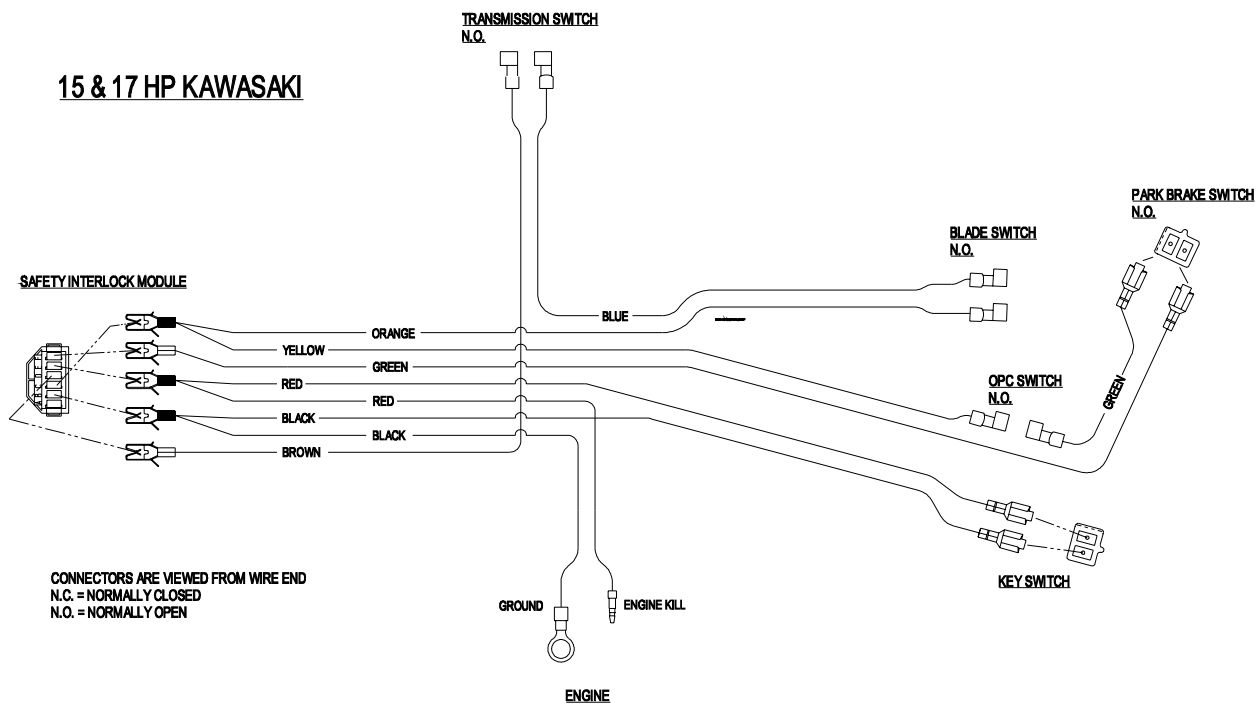 TRANSMISSION SWITCH
N.O.
15 & 17 HP KAWASAKI
PARK BRAKE SWITCH
N.O.
BLADE SWITCH
N.O.
SAFETY INTERLOCK MODULE
BLUE
ORANGE
YELLOW
GREEN
RED
RED
BLACK
BLACK
BROWN
OPC SWITCH
N.O.
GREEN
CONNECTORS ARE VIEWED FROM WIRE END
N.C. = NORMALLY CLOSED
N.O. = NORMALLY OPEN
KEY SWITCH
GROUND
ENGINE KILL
ENGINE